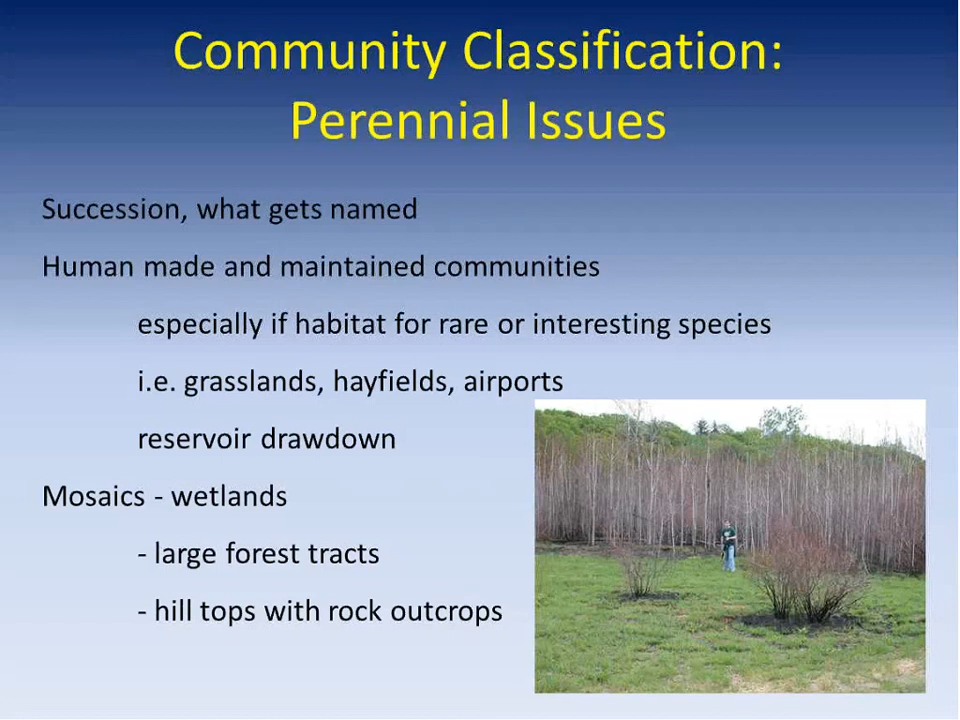 Community Classification:
Perennial Issues
Succession, what gets named
Human made and maintained communities
especially if habitat for rare or interesting species
i.e. grasslands, hayfields, airports
reservoir drawdown
Mosaics - wetlands
- large forest tracts
- hill tops with rock outcrops